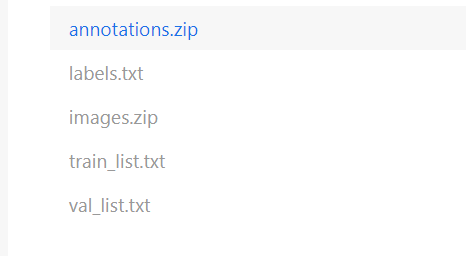 annotations.zip
labels.txt
images.zip
train_list.txt
val_list.txt